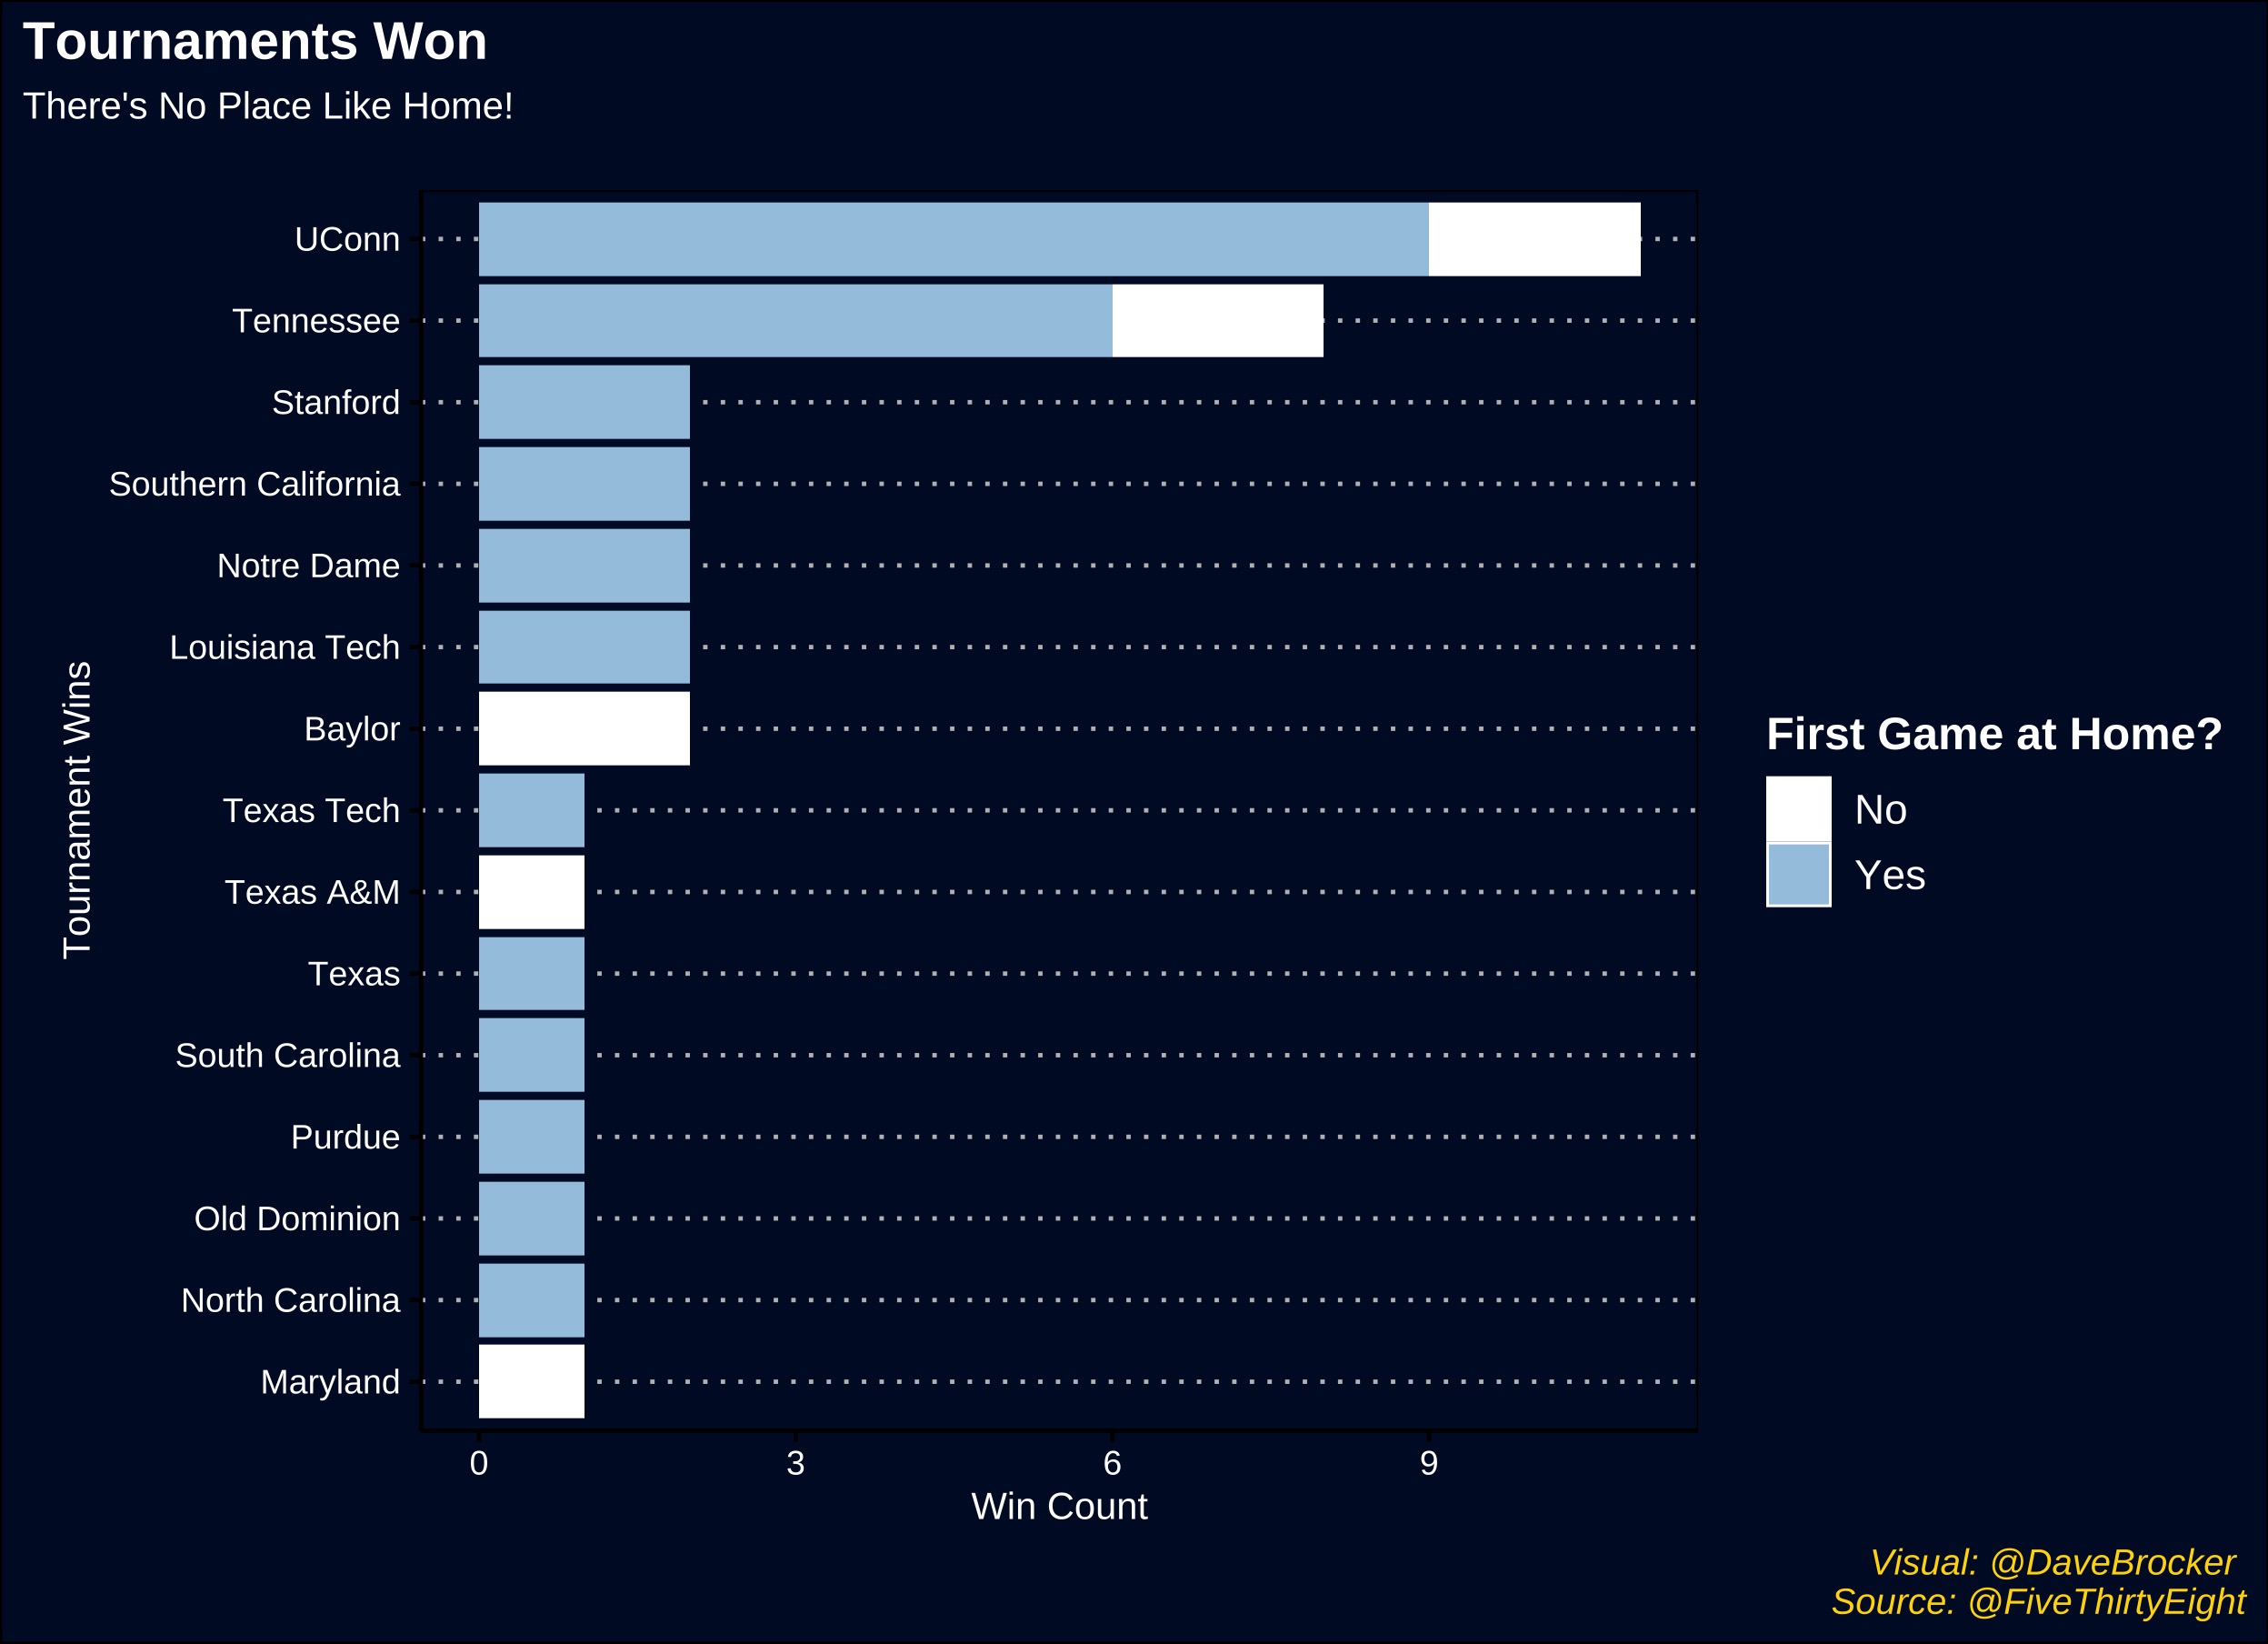 Tournaments Won
There's No Place Like Home!
UConn
Tennessee
Stanford
Southern California
Notre Dame
Louisiana Tech
Baylor
Texas Tech
Texas A&M
Texas
South Carolina
Purdue
Old Dominion
North Carolina
Maryland
Tournament Wins
0 3 6 9
Win Count
First Game at Home?
No
Yes
Visual: @DaveBrocker
Source: @FiveThirtyEight